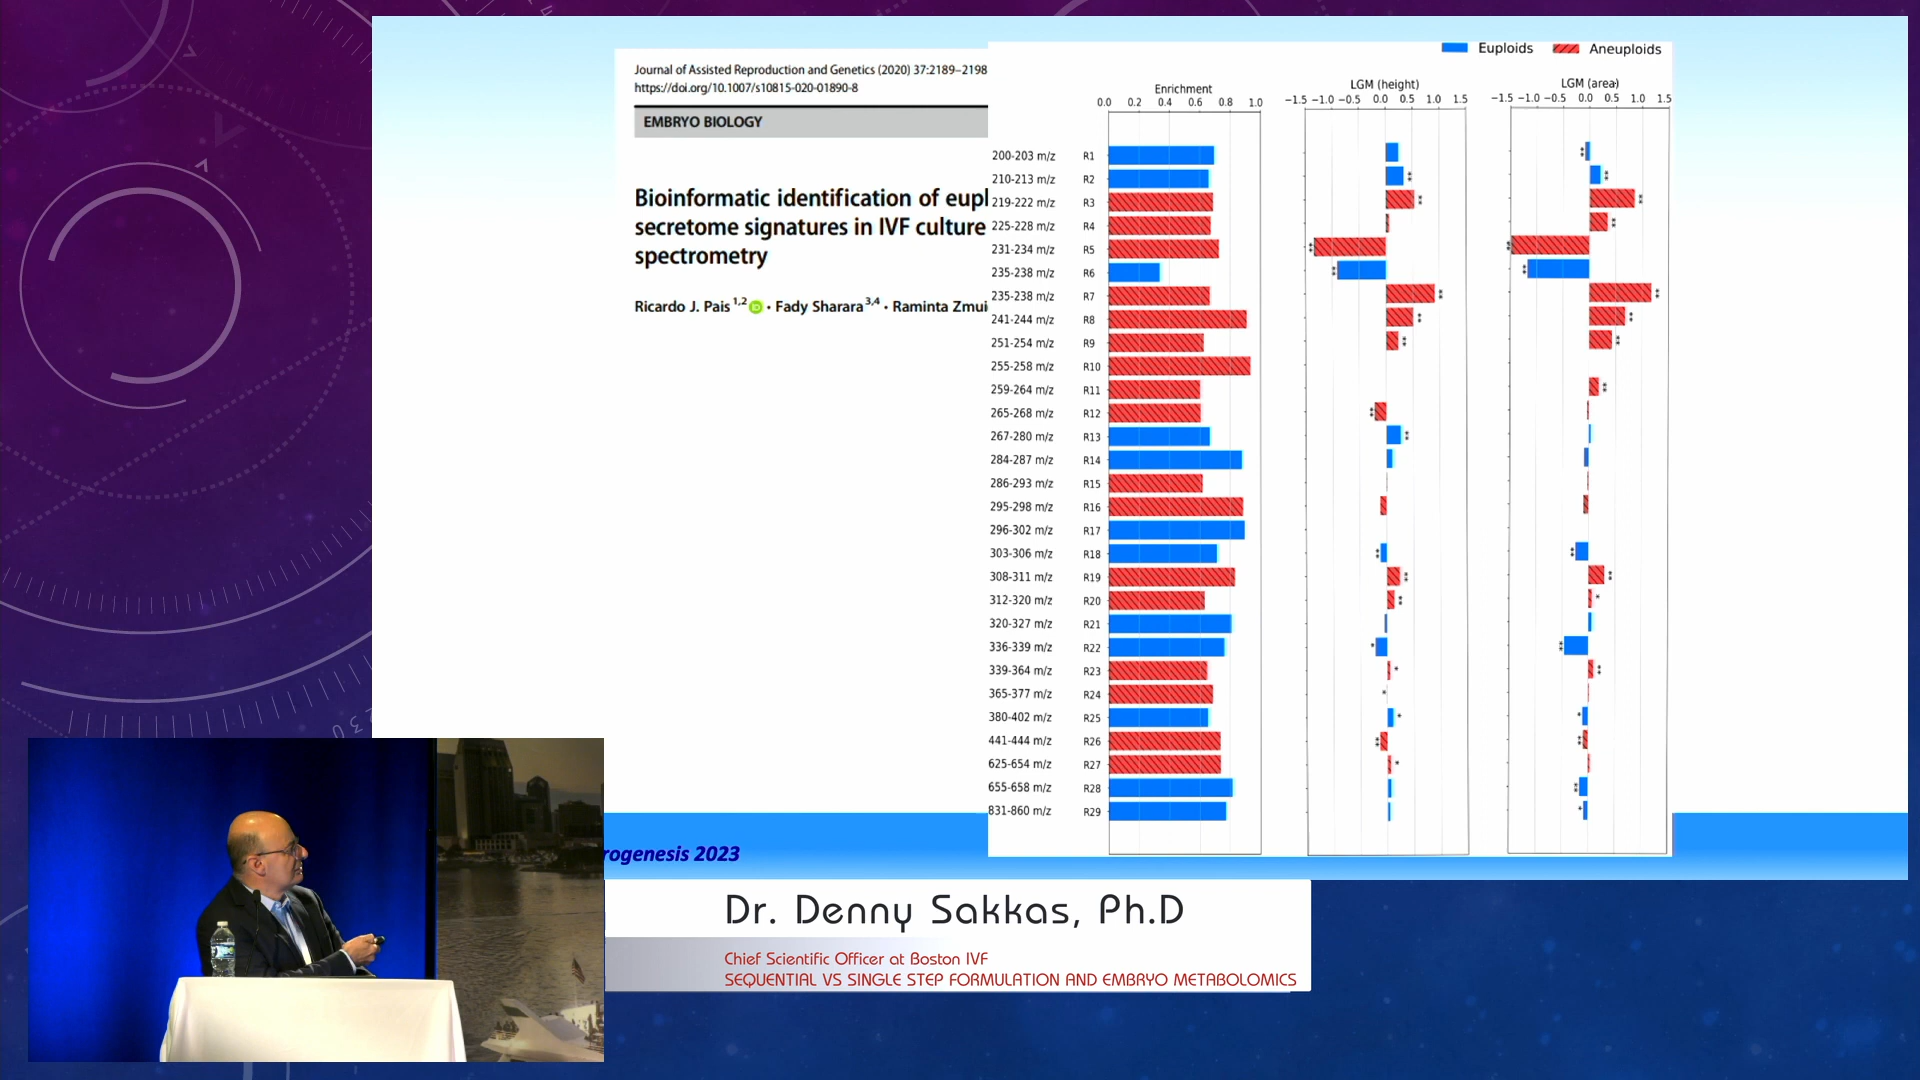 Journal of Assisted Reproduction and Genetics (2020) 37:2189–2198
https://doi.org/10.1007/s10815-020-01890-8
EMBRYO BIOLOGY
Bioinformatic identification of eupl
secretome signatures in IVF culture
spectrometry
Ricardo J. Pais 1,2 iD · Fady Sharara 3,4 · Raminta Zmui
Euploids Aneuploids
Enrichment
0.0 0.2 0.4 0.6 0.8 1.0
LGM (height)
−1.5 −1.0 −0.5 0.0 0.5 1.0 1.5
LGM (area)
−1.5 −1.0 −0.5 0.0 0.5 1.0 1.5
200-203 m/z R1
210-213 m/z R2
219-222 m/z R3
225-228 m/z R4
231-234 m/z R5
235-238 m/z R6
235-238 m/z R7
241-244 m/z R8
251-254 m/z R9
255-258 m/z R10
259-264 m/z R11
265-268 m/z R12
267-280 m/z R13
284-287 m/z R14
286-293 m/z R15
295-298 m/z R16
296-302 m/z R17
303-306 m/z R18
308-311 m/z R19
312-320 m/z R20
320-327 m/z R21
336-339 m/z R22
339-364 m/z R23
365-377 m/z R24
380-402 m/z R25
441-444 m/z R26
625-654 m/z R27
655-658 m/z R28
831-860 m/z R29
rogenesis 2023
Dr. Denny Sakkas, Ph.D
Chief Scientific Officer at Boston IVF
SEQUENTIAL VS SINGLE STEP FORMULATION AND EMBRYO METABOLOMICS